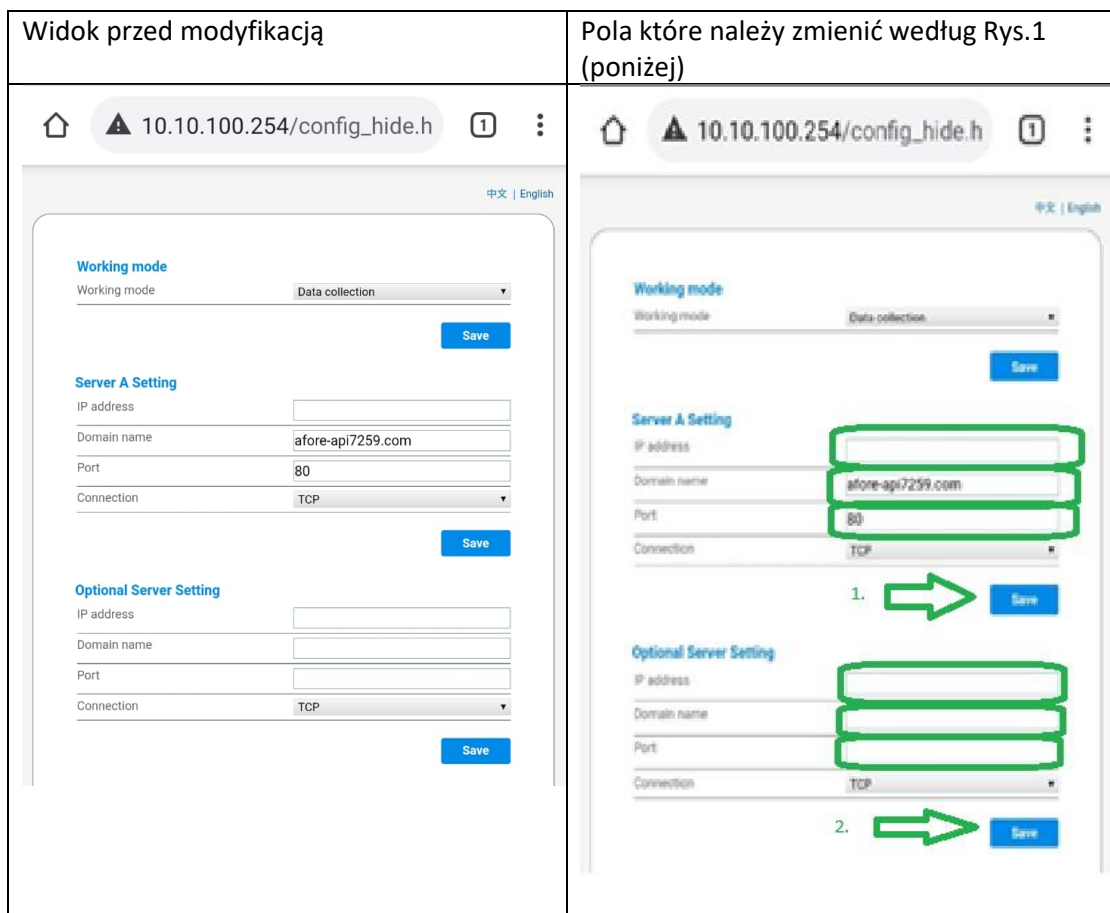 Widok przed modyfikacją
Pola które należy zmienić według Rys.1
(poniżej)
10.10.100.254/config_hide.h
1
中文 | English
Working mode
Working mode Data collection
Save
Server A Setting
IP address
Domain name afore-api7259.com
Port 80
Connection TCP
Save
Optional Server Setting
IP address
Domain name
Port
Connection TCP
Save
10.10.100.254/config_hide.h
1
中文 | English
Working mode
Working mode Data collection
Save
Server A Setting
IP address
Domain name afore-api7259.com
Port 80
Connection TCP
1. Save
Optional Server Setting
IP address
Domain name
Port
Connection TCP
2. Save